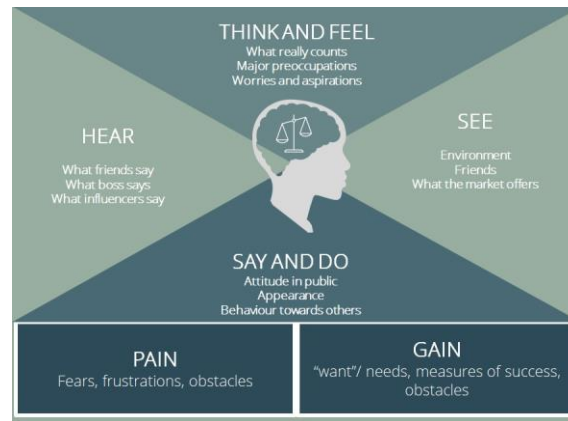 THINK AND FEEL
What really counts
Major preoccupations
Worries and aspirations
HEAR
What friends say
What boss says
What influencers say
SEE
Environment
Friends
What the market offers
SAY AND DO
Attitude in public
Appearance
Behaviour towards others
PAIN
Fears, frustrations, obstacles
GAIN
“want”/ needs, measures of success,
obstacles